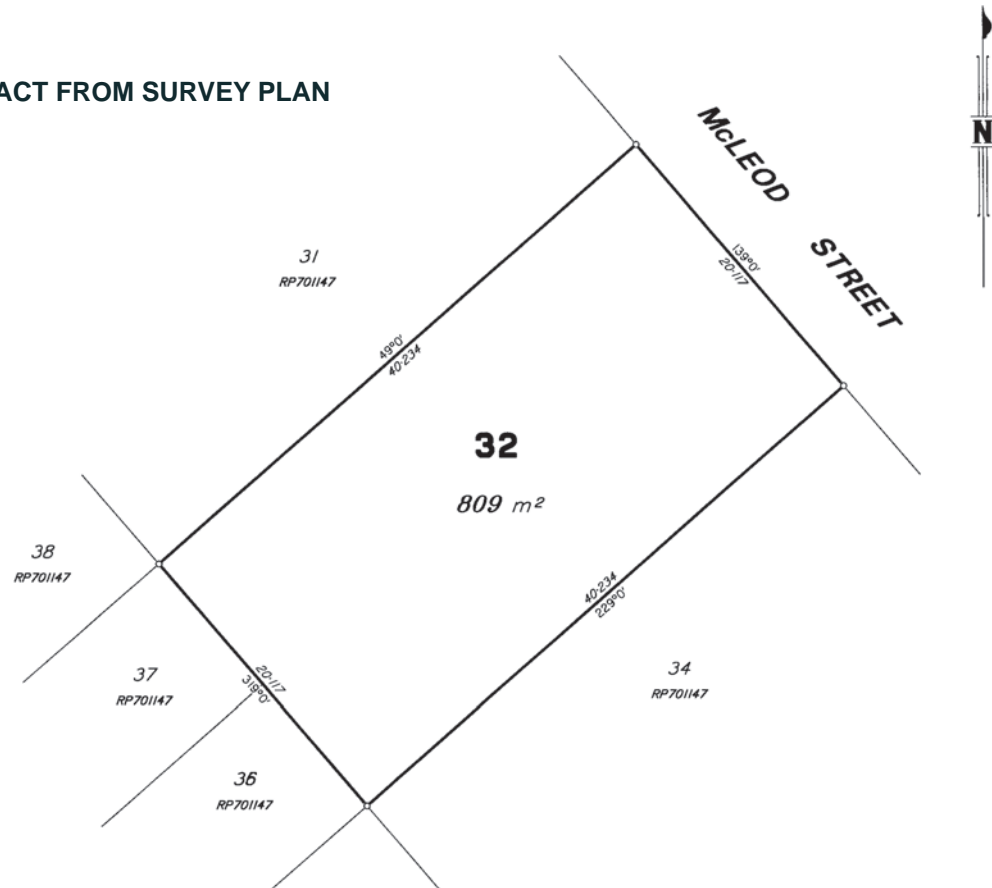 ACT FROM SURVEY PLAN
N
McLEOD STREET
31
RP701147
139°0'
20·117
49°0'
40·234
32
809 m²
38
RP701147
40·234
229°0'
37
RP701147
20·117
319°0'
34
RP701147
36
RP701147